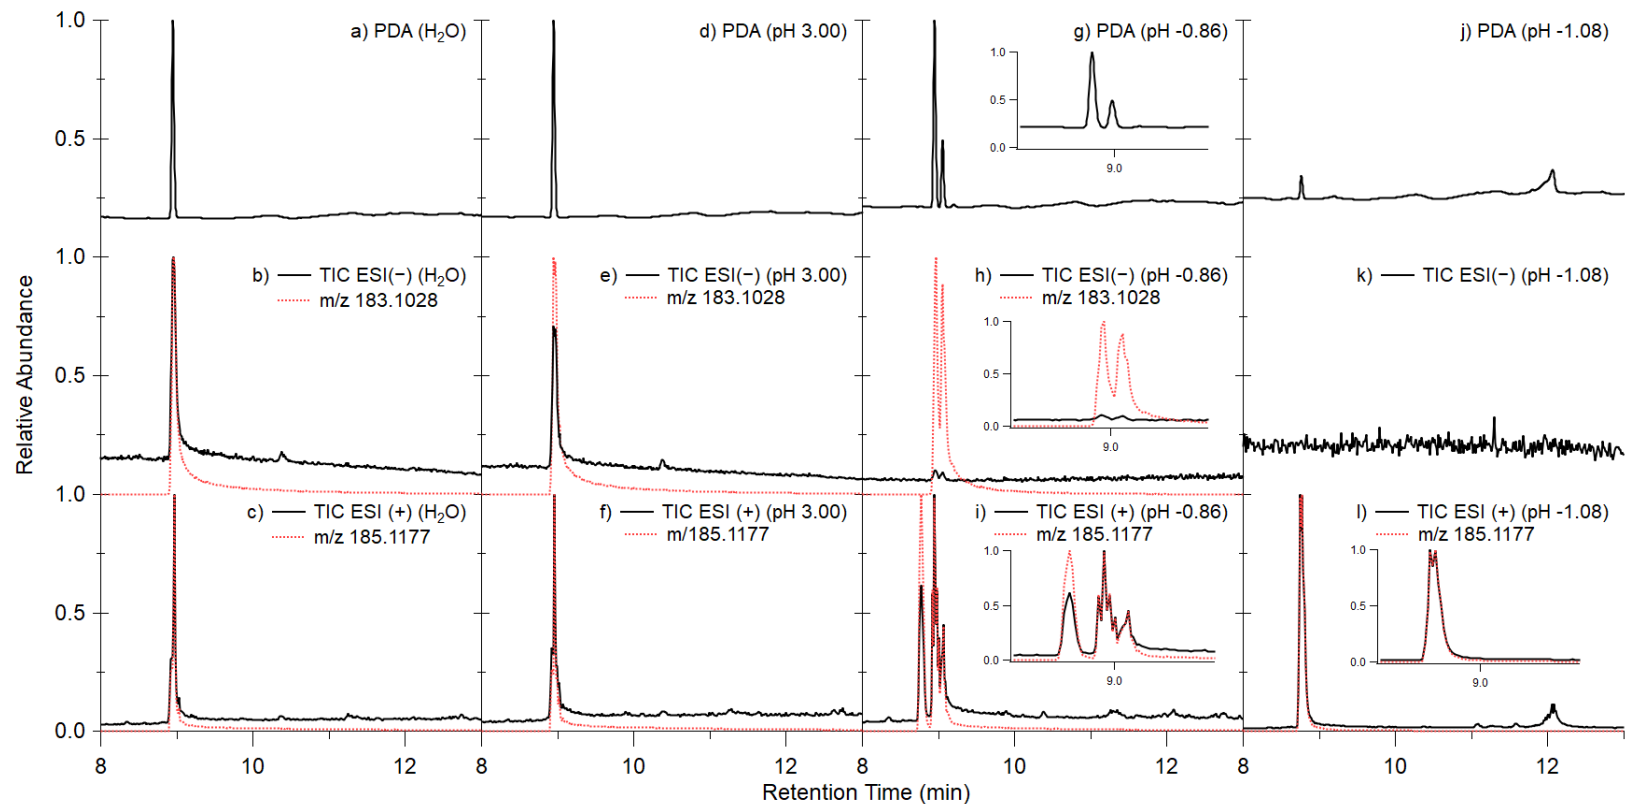 1.0
0.5
1.0
0.5
1.0
0.5
0.0
Relative Abundance
a) PDA (H₂O)
d) PDA (pH 3.00)
g) PDA (pH -0.86)
1.0
0.5
0.0
9.0
j) PDA (pH -1.08)
b) TIC ESI(−) (H₂O)
m/z 183.1028
e) TIC ESI(−) (pH 3.00)
m/z 183.1028
h) TIC ESI(−) (pH -0.86)
m/z 183.1028
1.0
0.5
0.0
9.0
k) TIC ESI(−) (pH -1.08)
c) TIC ESI (+) (H₂O)
m/z 185.1177
f) TIC ESI (+) (pH 3.00)
m/185.1177
i) TIC ESI (+) (pH -0.86)
m/z 185.1177
1.0
0.5
0.0
9.0
l) TIC ESI (+) (pH -1.08)
m/z 185.1177
1.0
0.5
0.0
9.0
8 10 12 8 10 12 8 10 12 8 10 12
Retention Time (min)